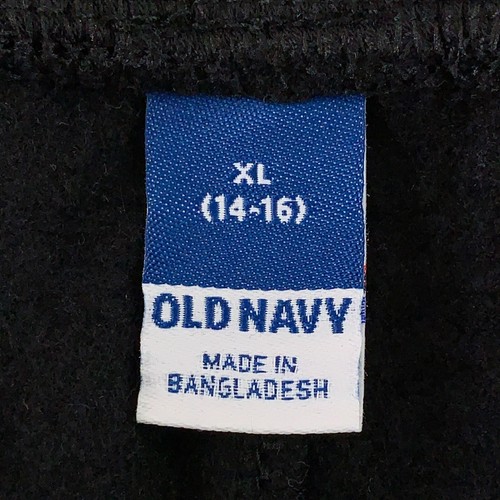 XL
(14-16)
OLD NAVY
MADE IN
BANGLADESH